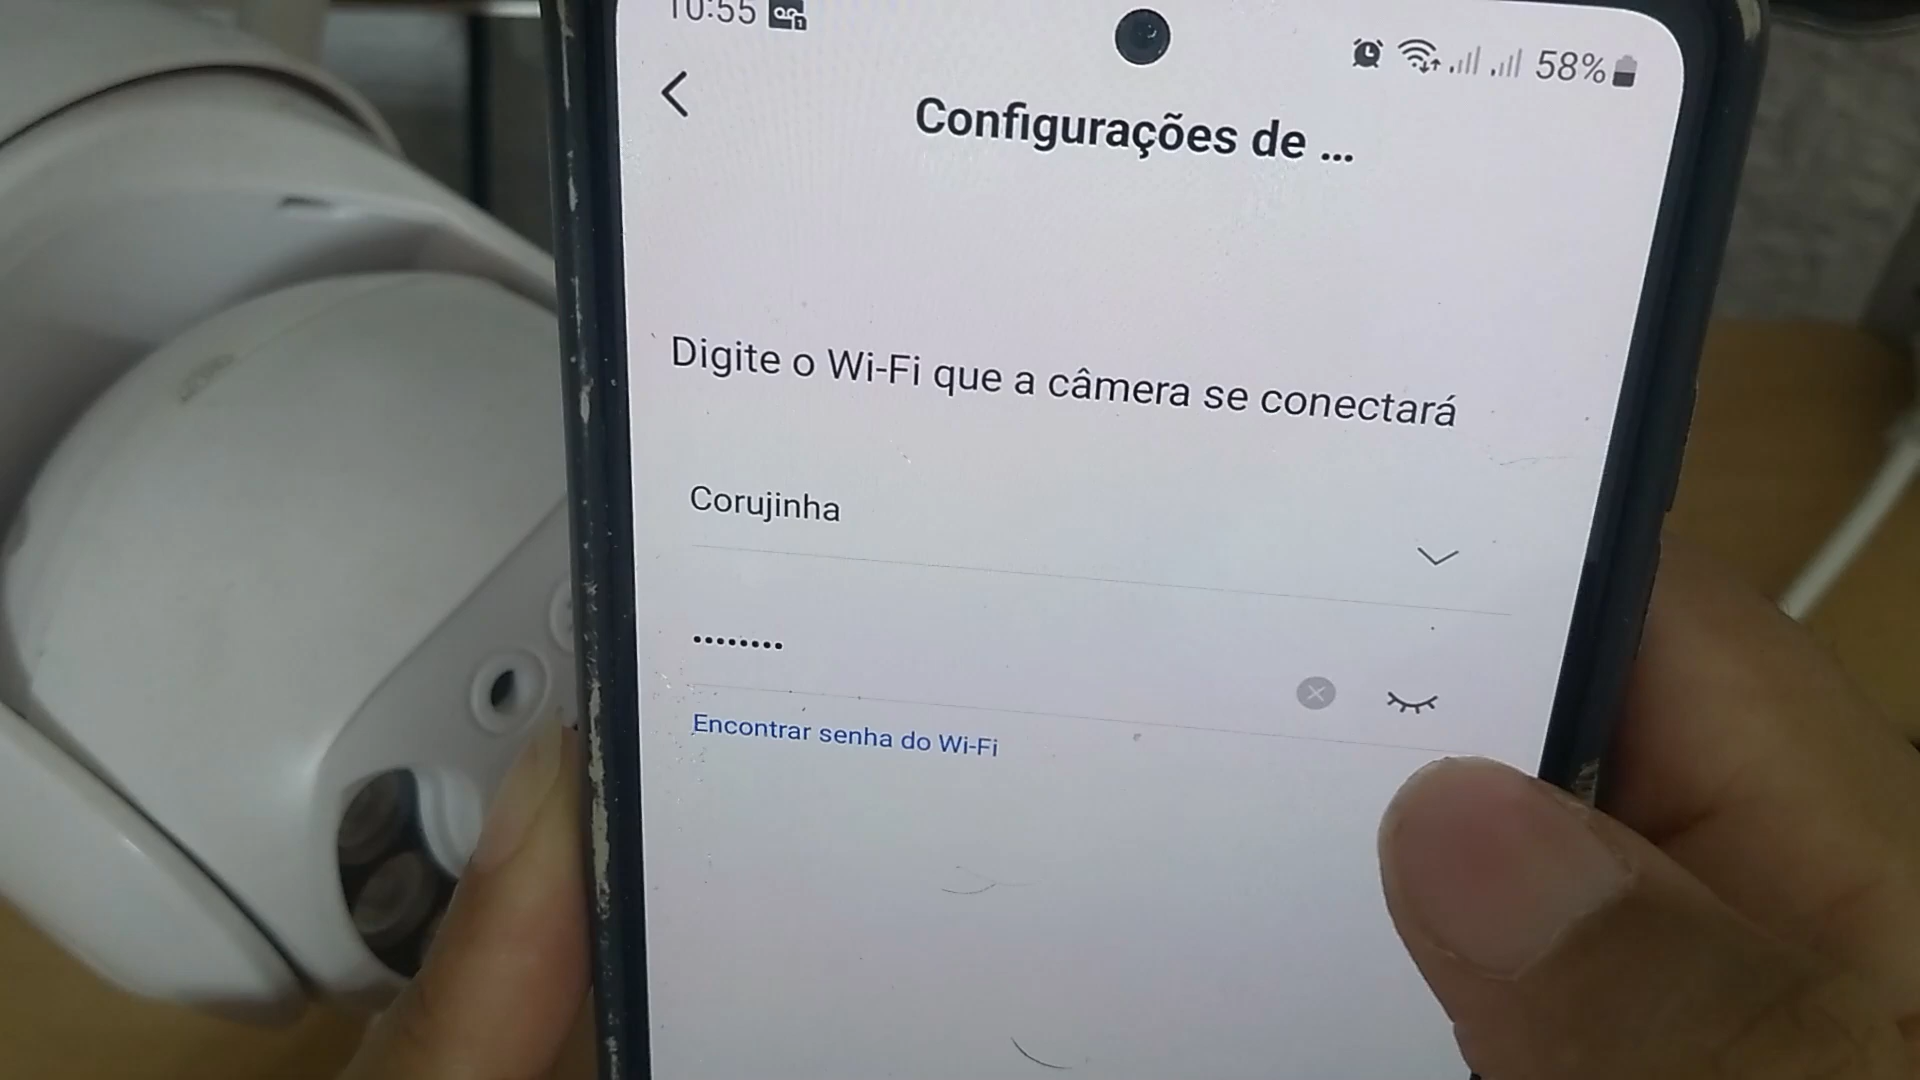 10:55
58%
Configurações de ...
Digite o Wi-Fi que a câmera se conectará
Corujinha
••••••••
Encontrar senha do Wi-Fi